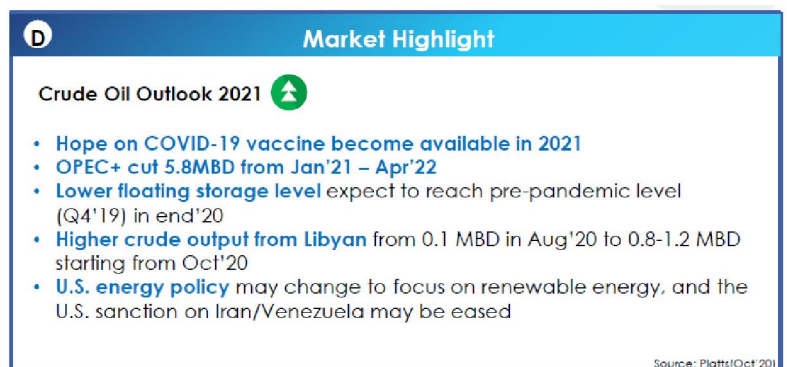 D
Market Highlight
Crude Oil Outlook 2021
• Hope on COVID-19 vaccine become available in 2021
• OPEC+ cut 5.8MBD from Jan'21 – Apr'22
• Lower floating storage level expect to reach pre-pandemic level
(Q4'19) in end'20
• Higher crude output from Libyan from 0.1 MBD in Aug'20 to 0.8-1.2 MBD
starting from Oct'20
• U.S. energy policy may change to focus on renewable energy, and the
U.S. sanction on Iran/Venezuela may be eased
Source: Platts(Oct'20)